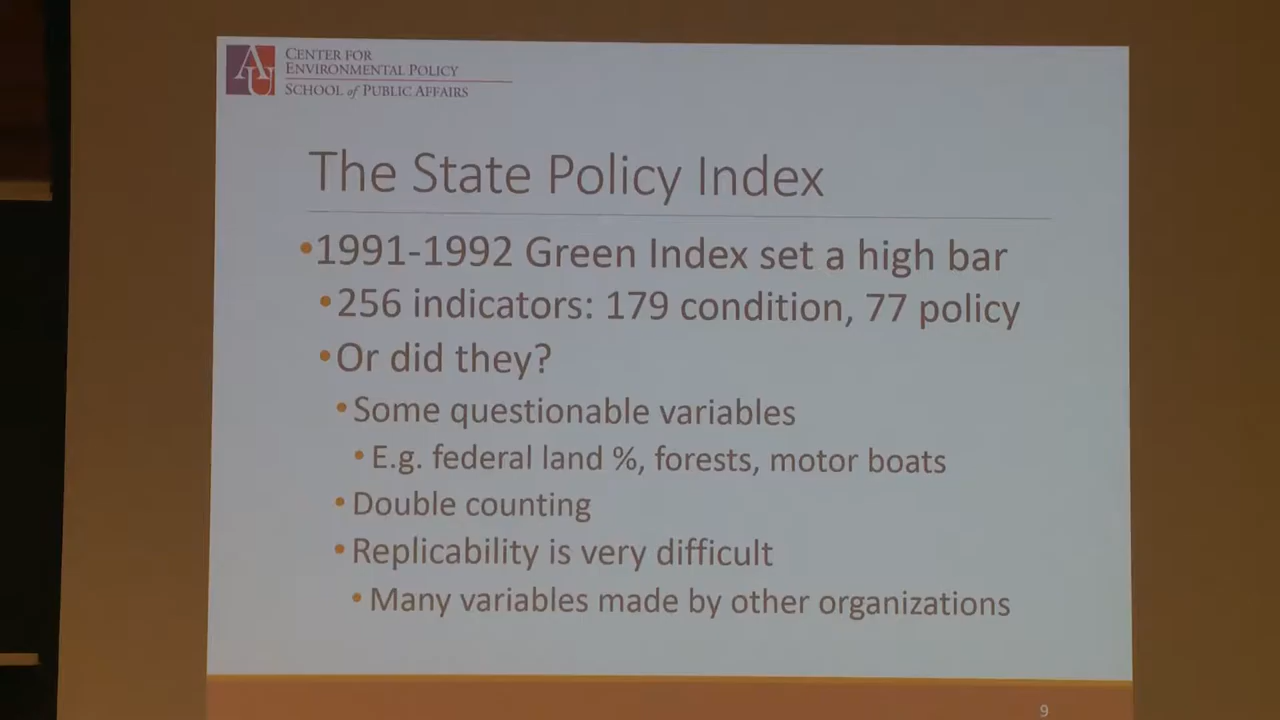 AU
CENTER FOR
ENVIRONMENTAL POLICY
SCHOOL of PUBLIC AFFAIRS
The State Policy Index
•1991-1992 Green Index set a high bar
•256 indicators: 179 condition, 77 policy
•Or did they?
•Some questionable variables
•E.g. federal land %, forests, motor boats
•Double counting
•Replicability is very difficult
•Many variables made by other organizations
9